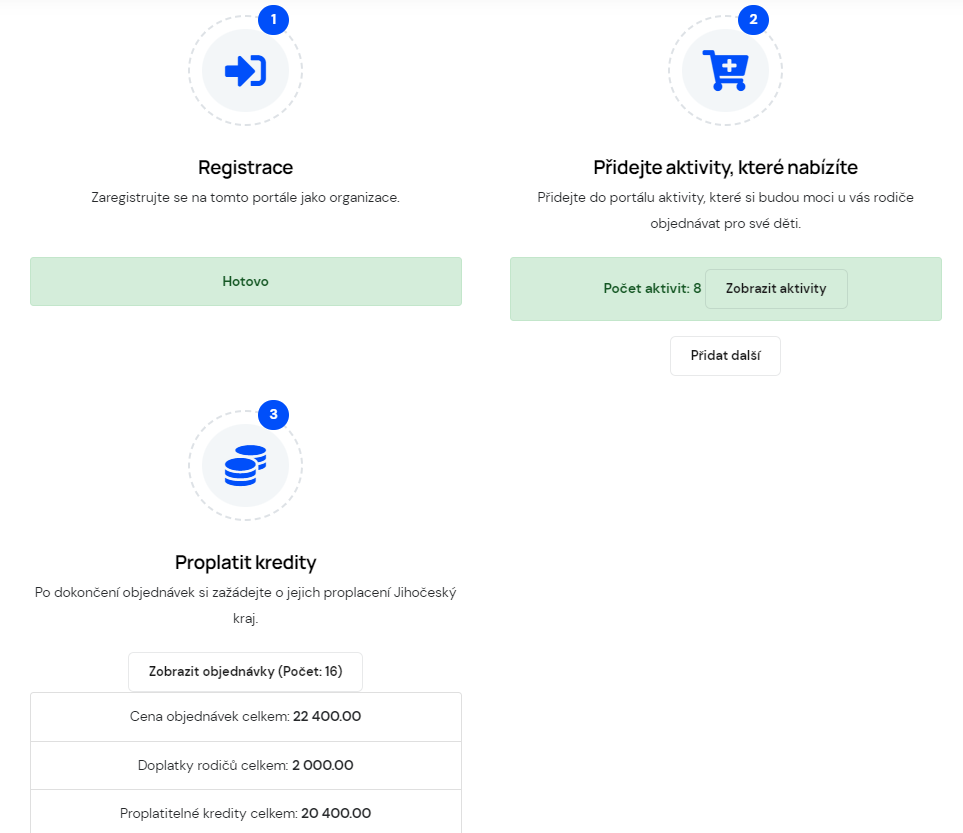 1
Registrace
Zaregistrujte se na tomto portále jako organizace.
Hotovo
2
Přidejte aktivity, které nabízíte
Přidejte do portálu aktivity, které si budou moci u vás rodiče
objednávat pro své děti.
Počet aktivit: 8 Zobrazit aktivity
Přidat další
3
Proplatit kredity
Po dokončení objednávek si zažádejte o jejich proplacení Jihočeský
kraj.
Zobrazit objednávky (Počet: 16)
Cena objednávek celkem: 22 400.00
Doplatky rodičů celkem: 2 000.00
Proplatitelné kredity celkem: 20 400.00